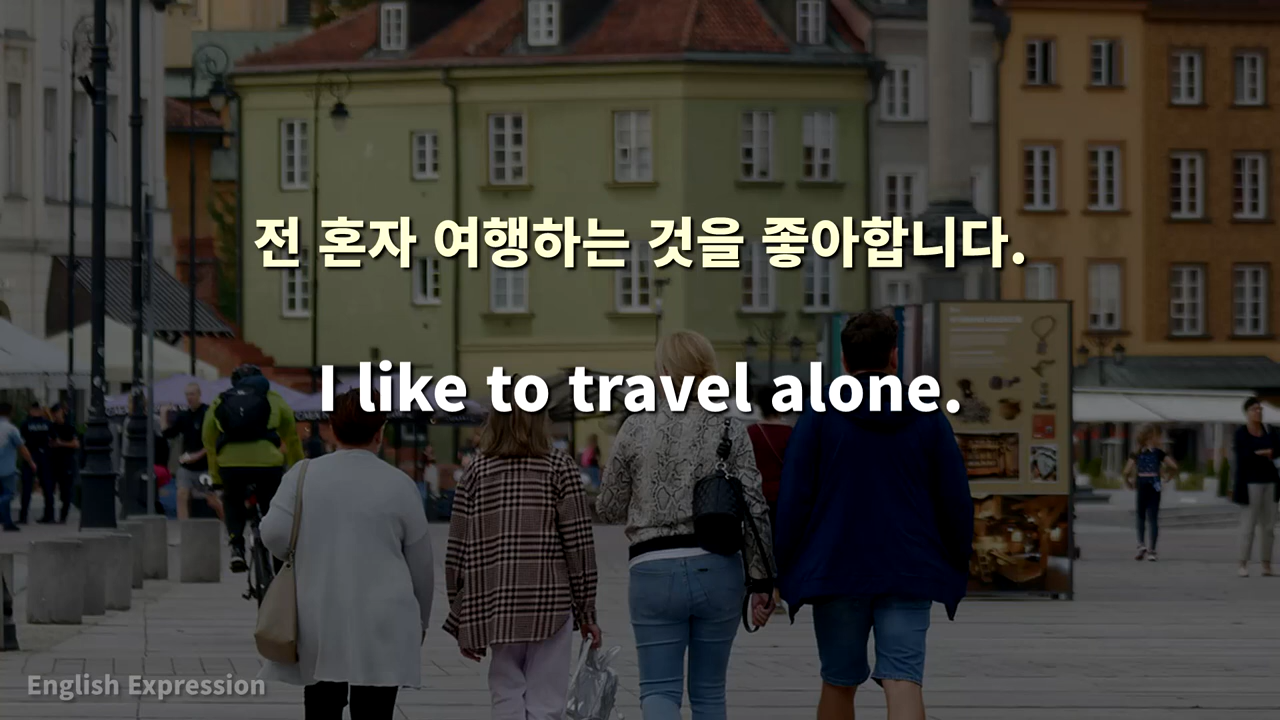 전 혼자 여행하는 것을 좋아합니다.
I like to travel alone.
English Expression